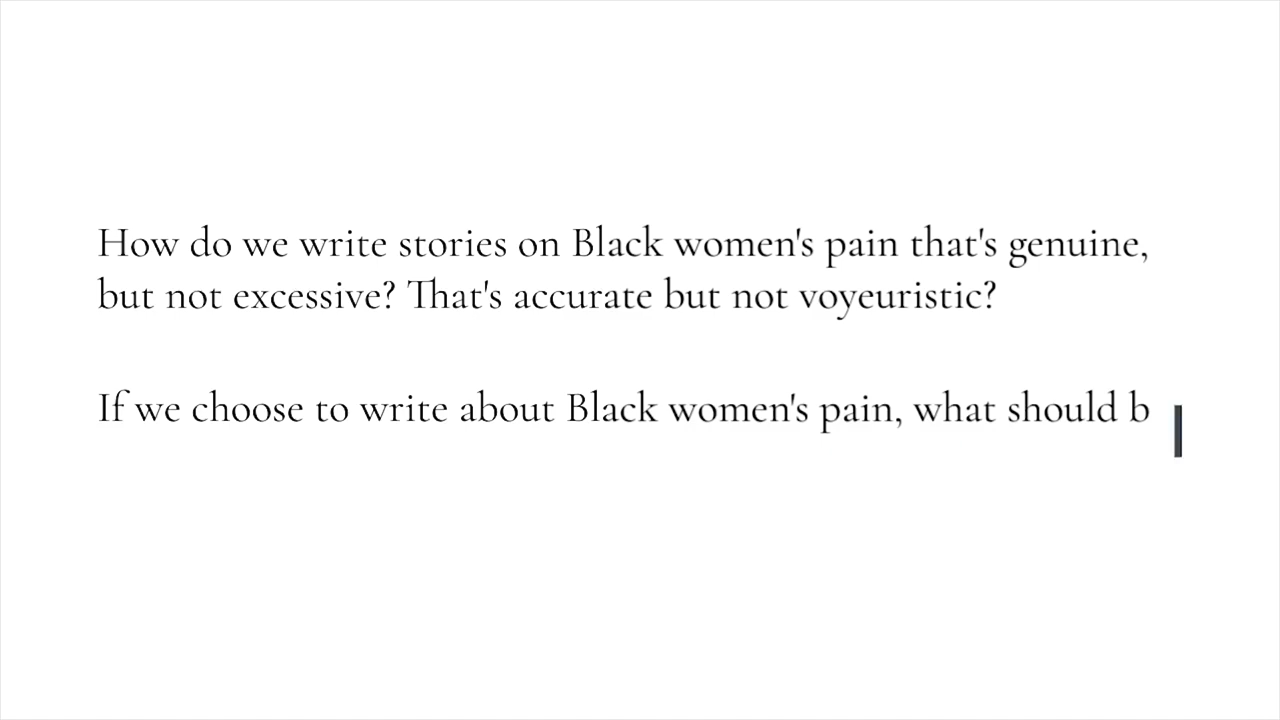 How do we write stories on Black women's pain that's genuine,
but not excessive? That's accurate but not voyeuristic?
If we choose to write about Black women's pain, what should b